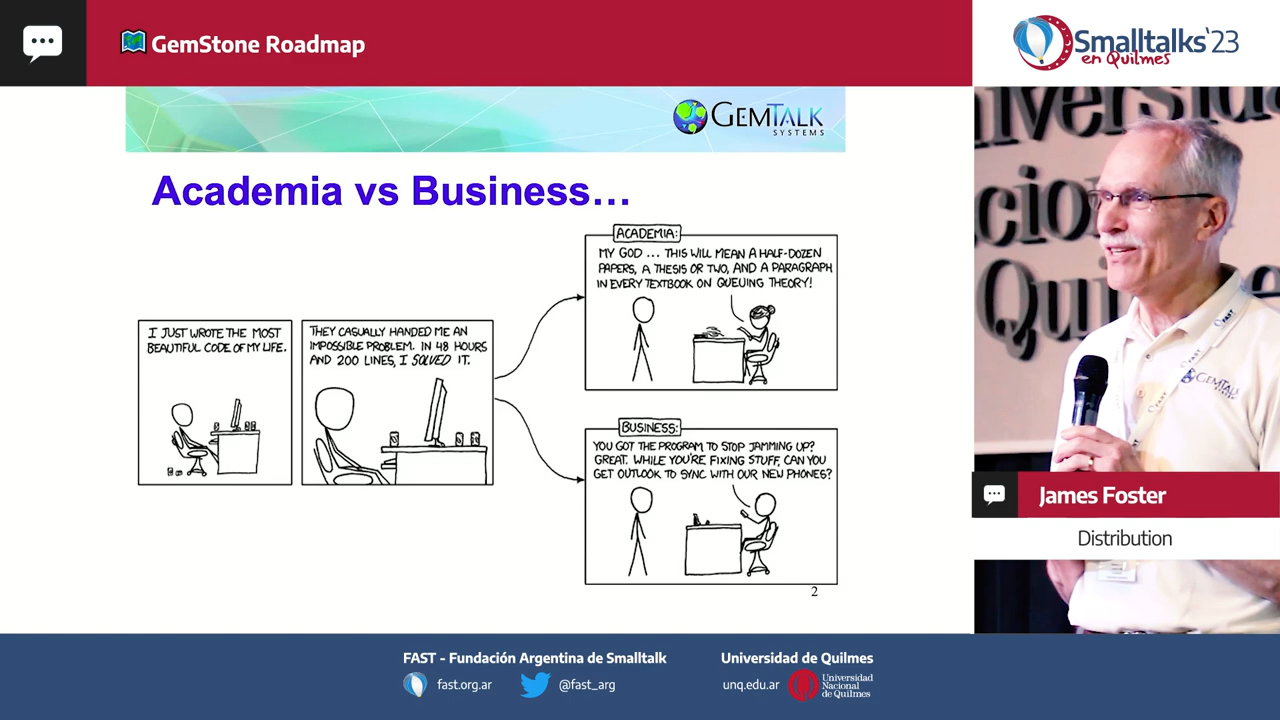 GemStone Roadmap
Smalltalks'23
en Quilmes
GEMTALK
SYSTEMS
Academia vs Business…
I JUST WROTE THE MOST
BEAUTIFUL CODE OF MY LIFE.
THEY CASUALLY HANDED ME AN
IMPOSSIBLE PROBLEM. IN 48 HOURS
AND 200 LINES, I SOLVED IT.
ACADEMIA:
MY GOD ... THIS WILL MEAN A HALF-DOZEN
PAPERS, A THESIS OR TWO, AND A PARAGRAPH
IN EVERY TEXTBOOK ON QUEUING THEORY!
BUSINESS:
YOU GOT THE PROGRAM TO STOP JAMMING UP?
GREAT. WHILE YOU'RE FIXING STUFF, CAN YOU
GET OUTLOOK TO SYNC WITH OUR NEW PHONES?
2
niversida
acion
Quilme
FAST
GEMTALK
James Foster
Distribution
FAST - Fundación Argentina de Smalltalk
fast.org.ar
@fast_arg
Universidad de Quilmes
unq.edu.ar
Universidad
Nacional
de Quilmes